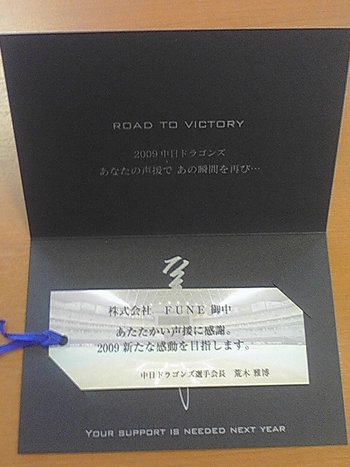 ROAD TO VICTORY
2009 中日ドラゴンズ
あなたの声援で あの瞬間を再び…
株式会社 FUNE 御中
あたたかい声援に感謝。
2009 新たな感動を目指します。
中日ドラゴンズ選手会長 荒木 雅博
YOUR SUPPORT IS NEEDED NEXT YEAR